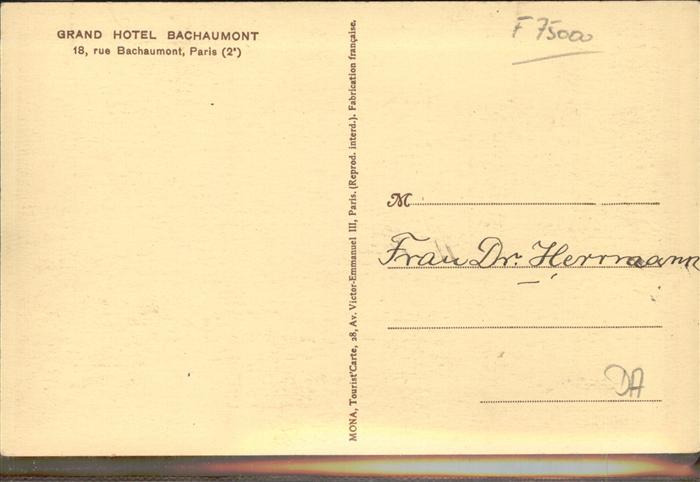 GRAND HOTEL BACHAUMONT
18, rue Bachaumont, Paris (2ᵉ)
MONA, Tourist'Carte, 28, Av. Victor-Emmanuel III, Paris. (Reprod. interd.). Fabrication française.
F 75000
M
Frau Dr. Herrmann
DA